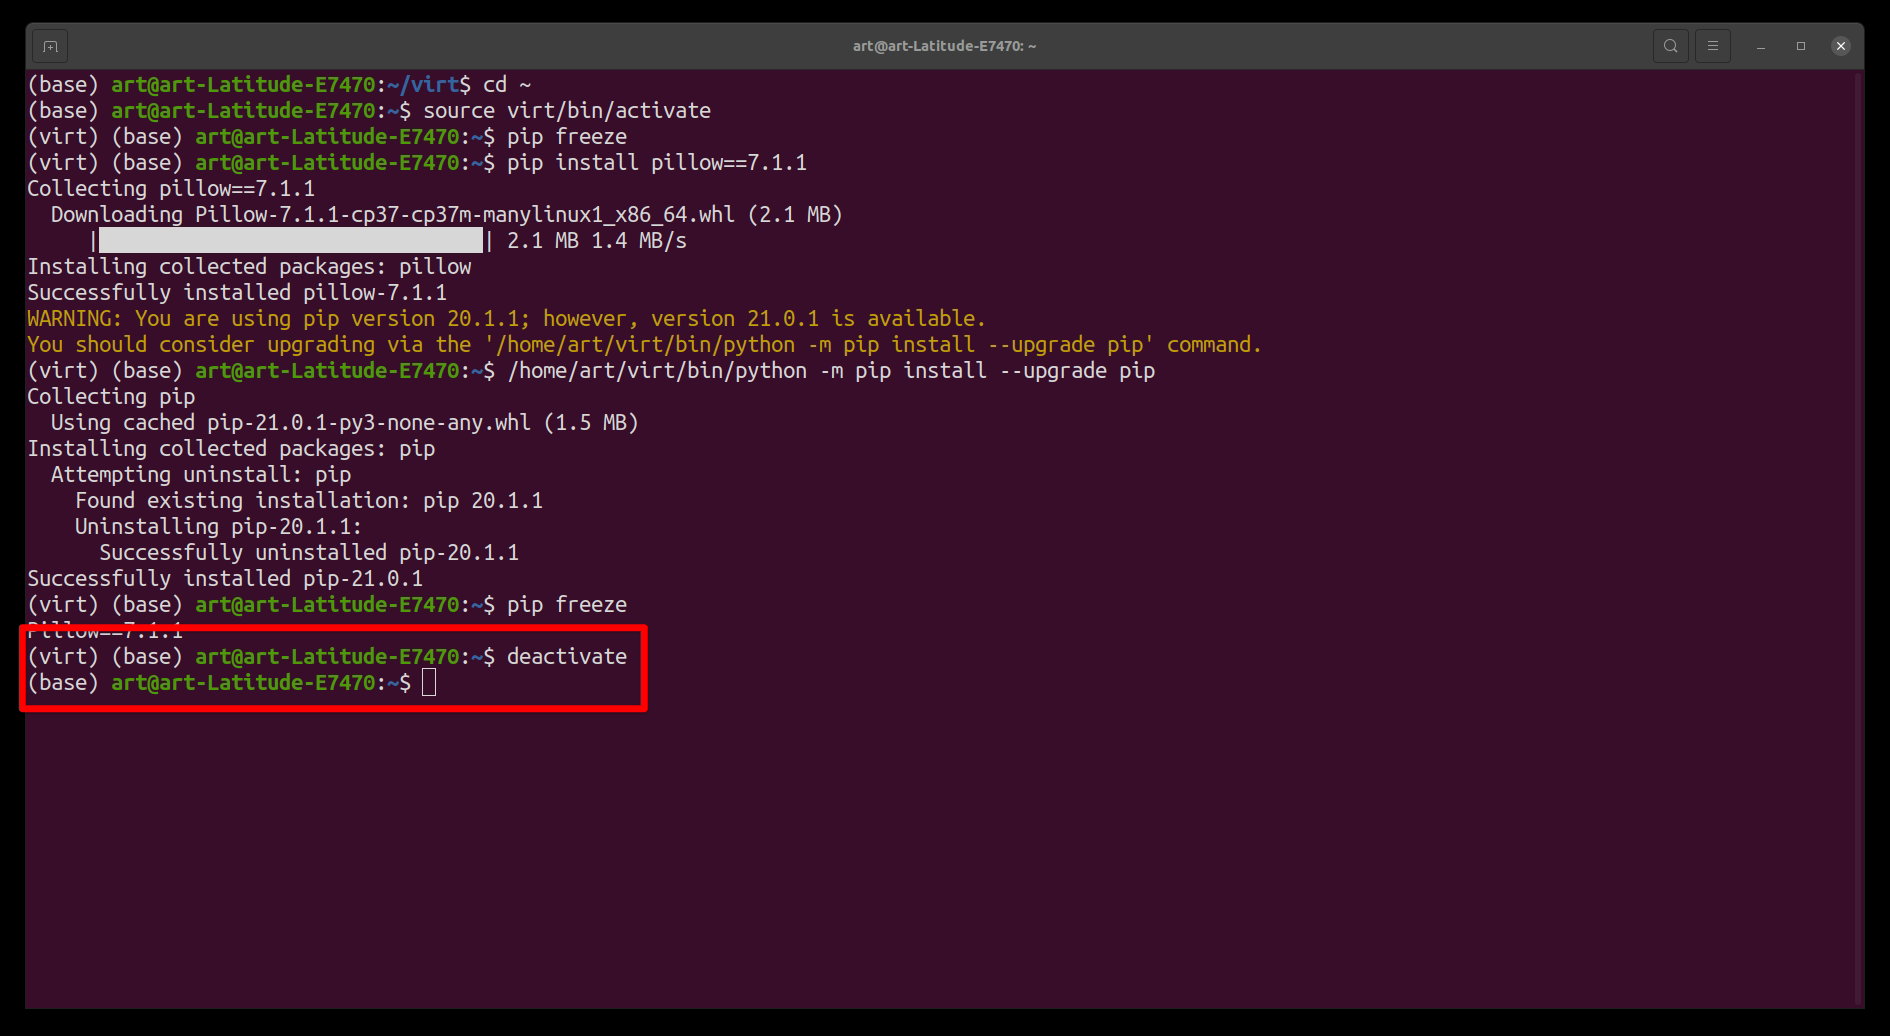 art@art-Latitude-E7470: ~
(base) art@art-Latitude-E7470:~/virt$ cd ~
(base) art@art-Latitude-E7470:~$ source virt/bin/activate
(virt) (base) art@art-Latitude-E7470:~$ pip freeze
(virt) (base) art@art-Latitude-E7470:~$ pip install pillow==7.1.1
Collecting pillow==7.1.1
  Downloading Pillow-7.1.1-cp37-cp37m-manylinux1_x86_64.whl (2.1 MB)
     |████████████████████████████████| 2.1 MB 1.4 MB/s
Installing collected packages: pillow
Successfully installed pillow-7.1.1
WARNING: You are using pip version 20.1.1; however, version 21.0.1 is available.
You should consider upgrading via the '/home/art/virt/bin/python -m pip install --upgrade pip' command.
(virt) (base) art@art-Latitude-E7470:~$ /home/art/virt/bin/python -m pip install --upgrade pip
Collecting pip
  Using cached pip-21.0.1-py3-none-any.whl (1.5 MB)
Installing collected packages: pip
  Attempting uninstall: pip
    Found existing installation: pip 20.1.1
    Uninstalling pip-20.1.1:
      Successfully uninstalled pip-20.1.1
Successfully installed pip-21.0.1
(virt) (base) art@art-Latitude-E7470:~$ pip freeze
Pillow==7.1.1
(virt) (base) art@art-Latitude-E7470:~$ deactivate
(base) art@art-Latitude-E7470:~$